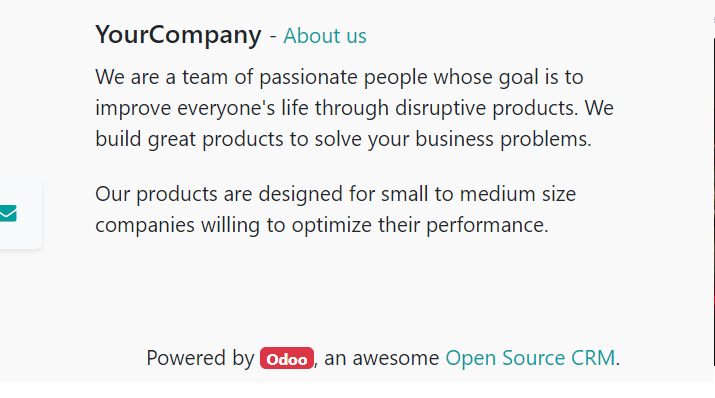 YourCompany - About us
We are a team of passionate people whose goal is to
improve everyone's life through disruptive products. We
build great products to solve your business problems.
Our products are designed for small to medium size
companies willing to optimize their performance.
Powered by Odoo, an awesome Open Source CRM.